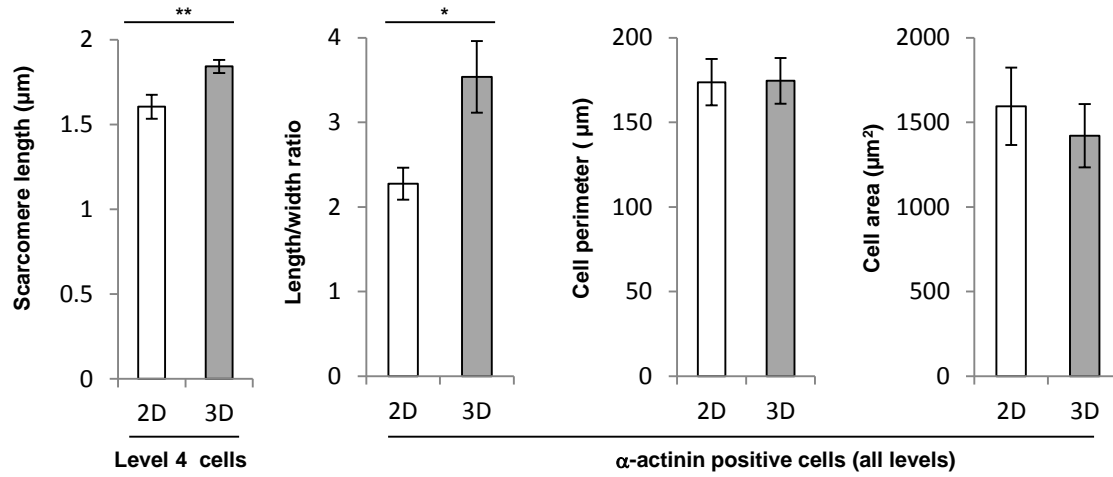 **
Scarcomere length (µm)
2
1.5
1
0.5
0
2D 3D
Level 4 cells
*
Length/width ratio
4
3
2
1
0
2D 3D
Cell perimeter ( µm)
200
150
100
50
0
2D 3D
Cell area (µm²)
2000
1500
1000
500
0
2D 3D
α-actinin positive cells (all levels)